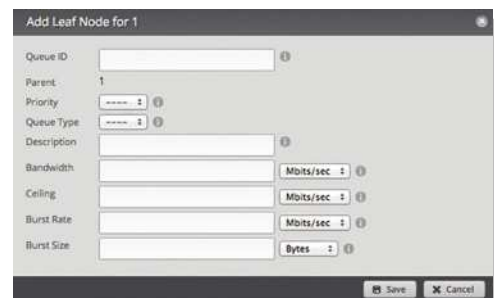 Add Leaf Node for 1
Queue ID
Parent 1
Priority ----
Queue Type ----
Description
Bandwidth Mbits/sec
Ceiling Mbits/sec
Burst Rate Mbits/sec
Burst Size Bytes
Save Cancel